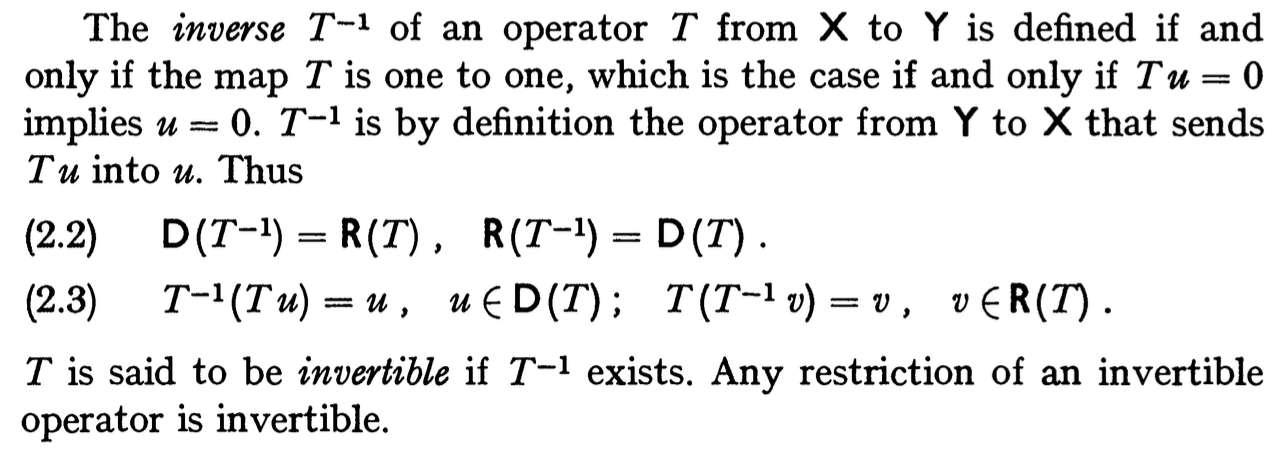 The inverse T⁻¹ of an operator T from X to Y is defined if and
only if the map T is one to one, which is the case if and only if Tu = 0
implies u = 0. T⁻¹ is by definition the operator from Y to X that sends
Tu into u. Thus
(2.2) D(T⁻¹) = R(T), R(T⁻¹) = D(T).
(2.3) T⁻¹(Tu) = u, u ∈ D(T); T(T⁻¹ v) = v, v ∈ R(T).
T is said to be invertible if T⁻¹ exists. Any restriction of an invertible
operator is invertible.